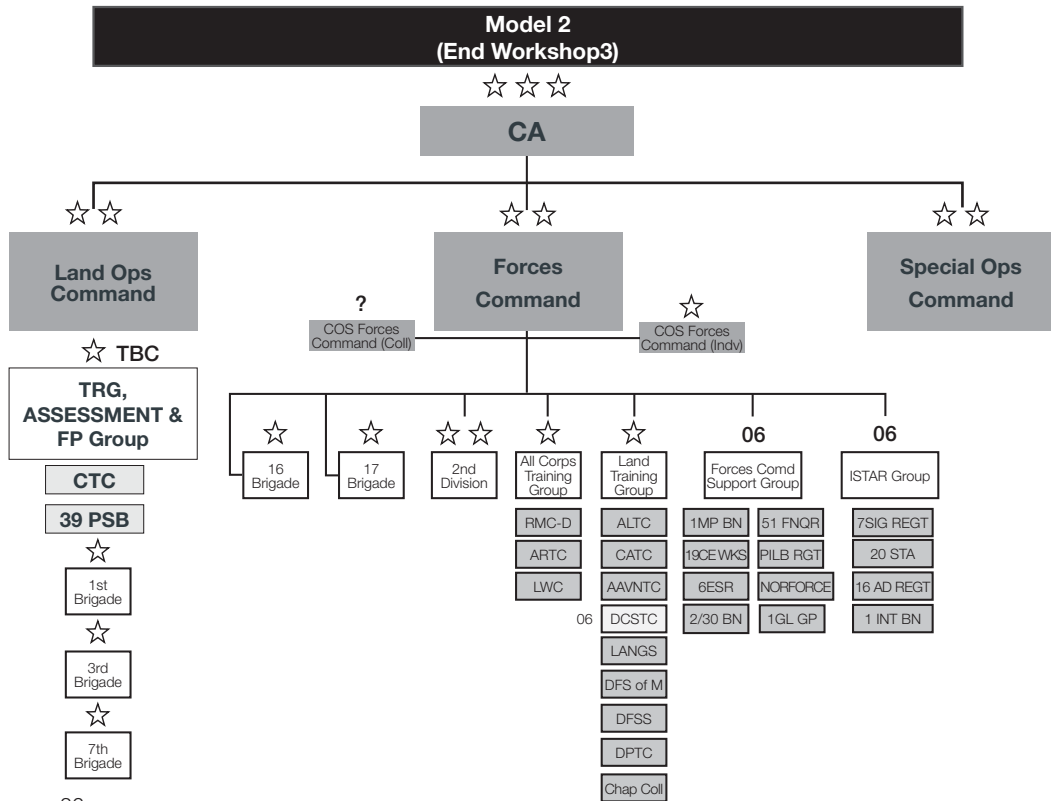 Model 2
(End Workshop3)
CA
Land Ops
Command
Forces
Command
Special Ops
Command
?
COS Forces
Command (Coll)
COS Forces
Command (Indv)
TBC
TRG,
ASSESSMENT &
FP Group
CTC
39 PSB
1st
Brigade
3rd
Brigade
7th
Brigade
16
Brigade
17
Brigade
2nd
Division
All Corps
Training
Group
RMC-D
ARTC
LWC
Land
Training
Group
ALTC
CATC
AAVNTC
06
DCSTC
LANGS
DFS of M
DFSS
DPTC
Chap Coll
06
Forces Comd
Support Group
1MP BN
51 FNQR
19CE WKS
PILB RGT
6ESR
NORFORCE
2/30 BN
1GL GP
06
ISTAR Group
7SIG REGT
20 STA
16 AD REGT
1 INT BN